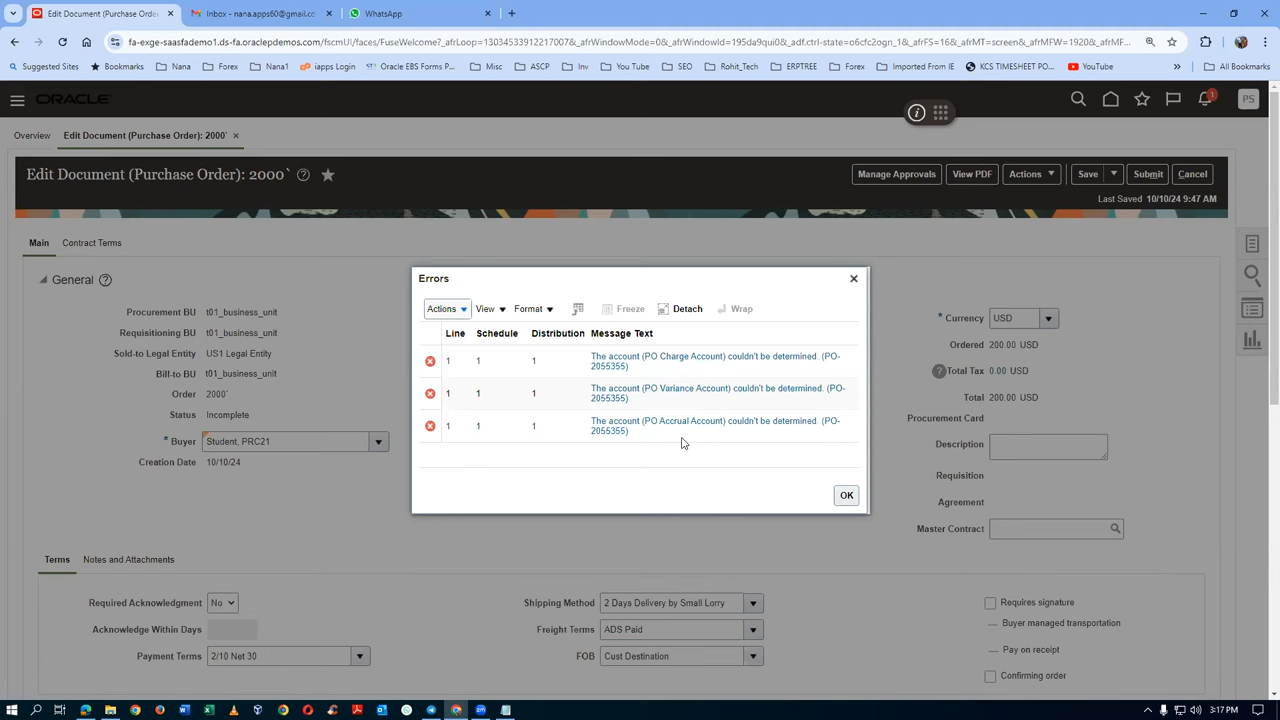 Edit Document (Purchase Order)
Inbox - nana.apps60@gmail.co
WhatsApp
fa-exge-saasfademo1.ds-fa.oraclepdemos.com/fscmUI/faces/FuseWelcome?_afrLoop=13034533912217007&_afrWindowMode=0&_afrWindowId=195da9qui0&_adf.ctrl-state=o6cfc2ogn_1&_afrFS=16&_afrMT=screen&_afrMFW=1920&_afrMFH=1...
Suggested Sites
Bookmarks
Nana
Forex
Nana1
iapps Login
Oracle EBS Forms P...
Misc
ASCP
Inv
You Tube
SEO
Rohit_Tech
ERPTREE
Forex
Imported From IE
KCS TIMESHEET PO...
YouTube
»
All Bookmarks
ORACLE
1
PS
Overview
Edit Document (Purchase Order): 2000`
Edit Document (Purchase Order): 2000`
Manage Approvals
View PDF
Actions
Save
Submit
Cancel
Last Saved 10/10/24 9:47 AM
Main
Contract Terms
General
Procurement BU t01_business_unit
Requisitioning BU t01_business_unit
Sold-to Legal Entity US1 Legal Entity
Bill-to BU t01_business_unit
Order 2000`
Status Incomplete
* Buyer Student, PRC21
Creation Date 10/10/24
Errors
Actions View Format Freeze Detach Wrap
Line Schedule Distribution Message Text
1 1 1 The account (PO Charge Account) couldn't be determined. (PO-
2055355)
1 1 1 The account (PO Variance Account) couldn't be determined. (PO-
2055355)
1 1 1 The account (PO Accrual Account) couldn't be determined. (PO-
2055355)
OK
* Currency USD
Ordered 200.00 USD
Total Tax 0.00 USD
Total 200.00 USD
Procurement Card
Description
Requisition
Agreement
Master Contract
Terms
Notes and Attachments
Required Acknowledgment No
Acknowledge Within Days
Payment Terms 2/10 Net 30
Shipping Method 2 Days Delivery by Small Lorry
Freight Terms ADS Paid
FOB Cust Destination
Requires signature
Buyer managed transportation
Pay on receipt
Confirming order
3:17 PM